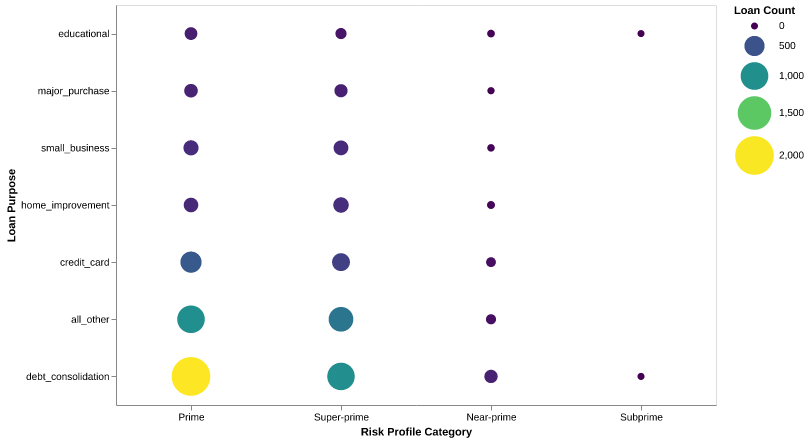 Loan Count
0
500
1,000
1,500
2,000
Loan Purpose
educational
major_purchase
small_business
home_improvement
credit_card
all_other
debt_consolidation
Prime
Super-prime
Near-prime
Subprime
Risk Profile Category